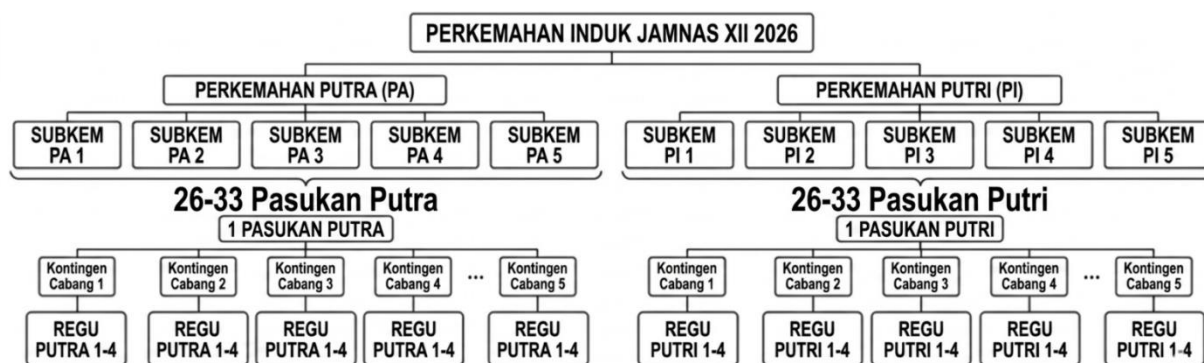 PERKEMAHAN INDUK JAMNAS XII 2026
PERKEMAHAN PUTRA (PA)
PERKEMAHAN PUTRI (PI)
SUBKEM
PA 1
SUBKEM
PA 2
SUBKEM
PA 3
SUBKEM
PA 4
SUBKEM
PA 5
SUBKEM
PI 1
SUBKEM
PI 2
SUBKEM
PI 3
SUBKEM
PI 4
SUBKEM
PI 5
26-33 Pasukan Putra
26-33 Pasukan Putri
1 PASUKAN PUTRA
1 PASUKAN PUTRI
Kontingen
Cabang 1
Kontingen
Cabang 2
Kontingen
Cabang 3
Kontingen
Cabang 4
...
Kontingen
Cabang 5
Kontingen
Cabang 1
Kontingen
Cabang 2
Kontingen
Cabang 3
Kontingen
Cabang 4
...
Kontingen
Cabang 5
REGU
PUTRA 1-4
REGU
PUTRA 1-4
REGU
PUTRA 1-4
REGU
PUTRA 1-4
REGU
PUTRA 1-4
REGU
PUTRI 1-4
REGU
PUTRI 1-4
REGU
PUTRI 1-4
REGU
PUTRI 1-4
REGU
PUTRI 1-4